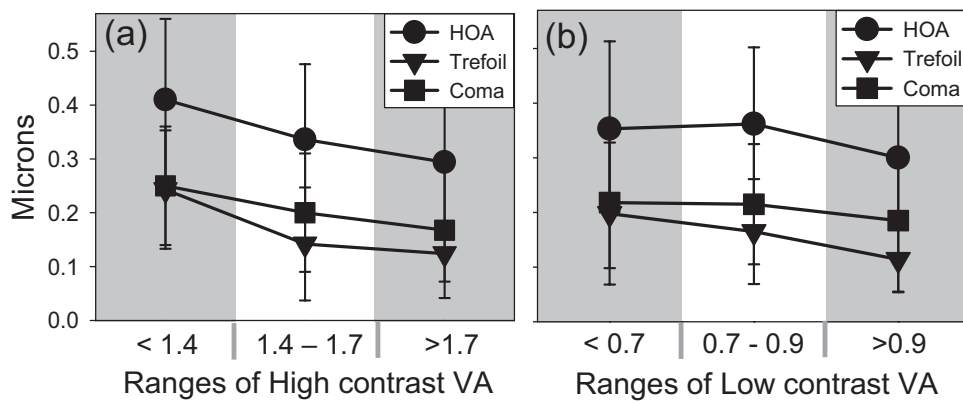 (a)
HOA
Trefoil
Coma
(b)
HOA
Trefoil
Coma
Microns
0.5
0.4
0.3
0.2
0.1
0.0
< 1.4 1.4 – 1.7 >1.7
< 0.7 0.7 - 0.9 >0.9
Ranges of High contrast VA
Ranges of Low contrast VA